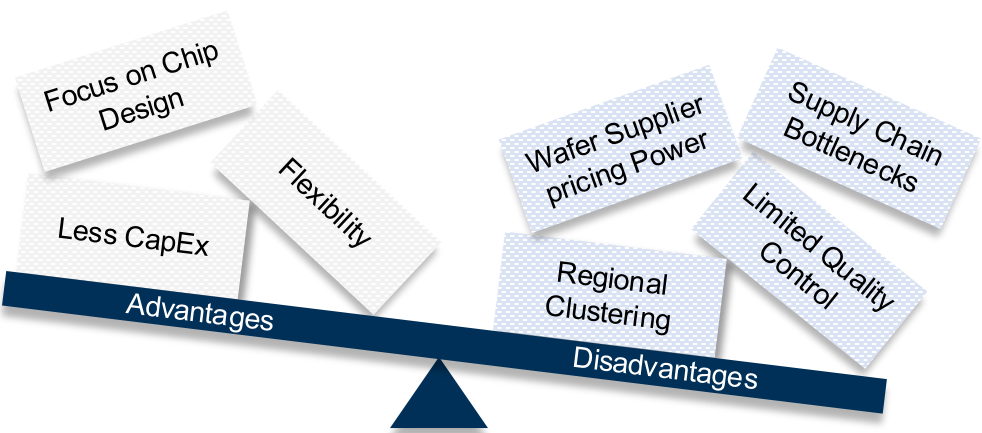 Focus on Chip
Design
Flexibility
Less CapEx
Advantages
Wafer Supplier
pricing Power
Supply Chain
Bottlenecks
Limited Quality
Control
Regional
Clustering
Disadvantages